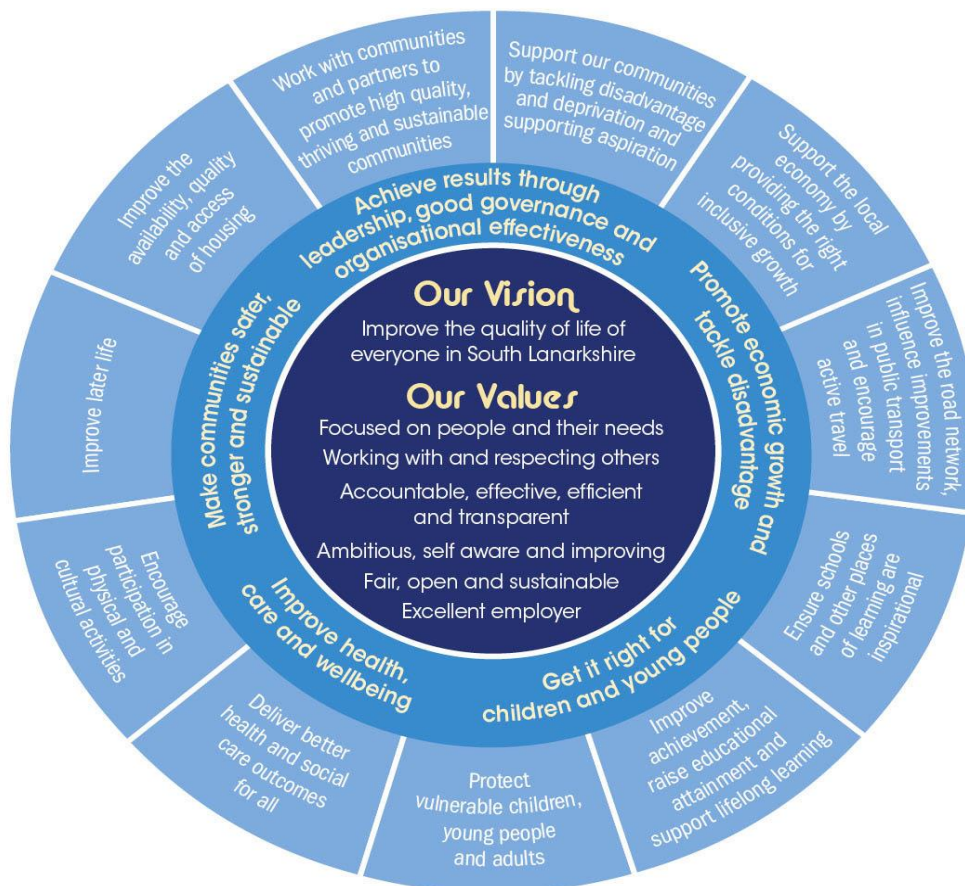 Our Vision
Improve the quality of life of
everyone in South Lanarkshire
Our Values
Focused on people and their needs
Working with and respecting others
Accountable, effective, efficient
and transparent
Ambitious, self aware and improving
Fair, open and sustainable
Excellent employer
Achieve results through
leadership, good governance and
organisational effectiveness
Promote economic growth and
tackle disadvantage
Get it right for
children and young people
Improve health,
care and wellbeing
Make communities safer,
stronger and sustainable
Support our communities
by tackling disadvantage
and deprivation and
supporting aspiration
Support the local
economy by
providing the right
conditions for
inclusive growth
Improve the road network,
influence improvements
in public transport
and encourage
active travel
Ensure schools
and other places
of learning are
inspirational
Improve
achievement,
raise educational
attainment and
support lifelong learning
Protect
vulnerable children,
young people
and adults
Deliver better
health and social
care outcomes
for all
Encourage
participation in
physical and
cultural activities
Improve later life
Improve the
availability, quality
and access
of housing
Work with communities
and partners to
promote high quality,
thriving and sustainable
communities